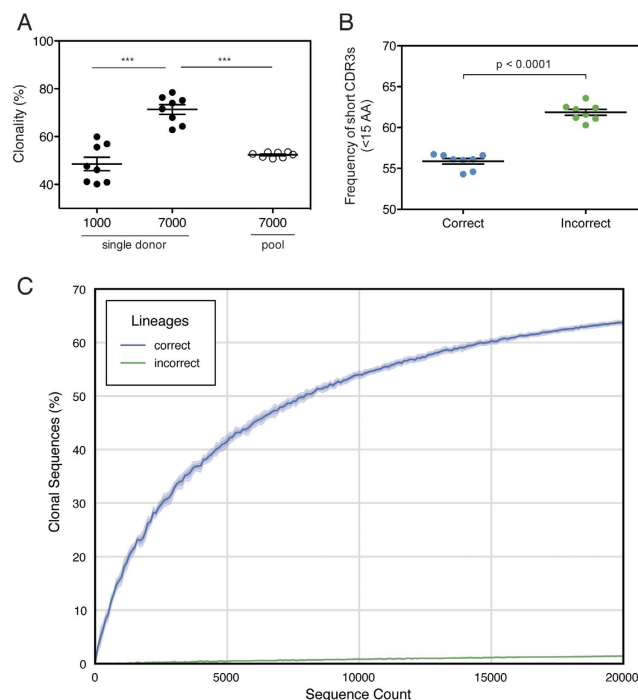 A
Clonality (%)
100
80
60
40
***
***
1000
7000
7000
single donor
pool
B
Frequency of short CDR3s
(<15 AA)
70
65
60
55
50
p < 0.0001
Correct
Incorrect
C
Clonal Sequences (%)
70
60
50
40
30
20
10
0
Lineages
correct
incorrect
0
5000
10000
15000
20000
Sequence Count